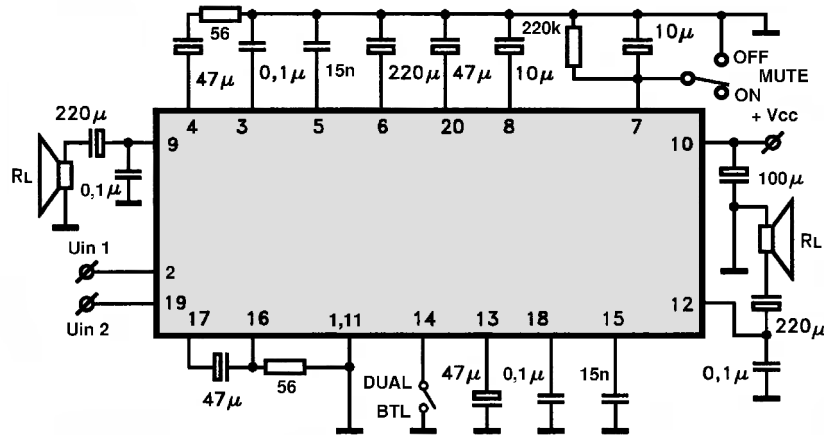 56
220k
10μ
OFF
MUTE
ON
47μ
0,1μ
15n
220μ
47μ
10μ
+ Vcc
220μ
4
3
5
6
20
8
7
9
10
RL
0,1μ
100μ
RL
Uin 1
2
19
Uin 2
12
17
16
1,11
14
13
18
15
220μ
47μ
56
DUAL
BTL
47μ
0,1μ
15n
0,1μ